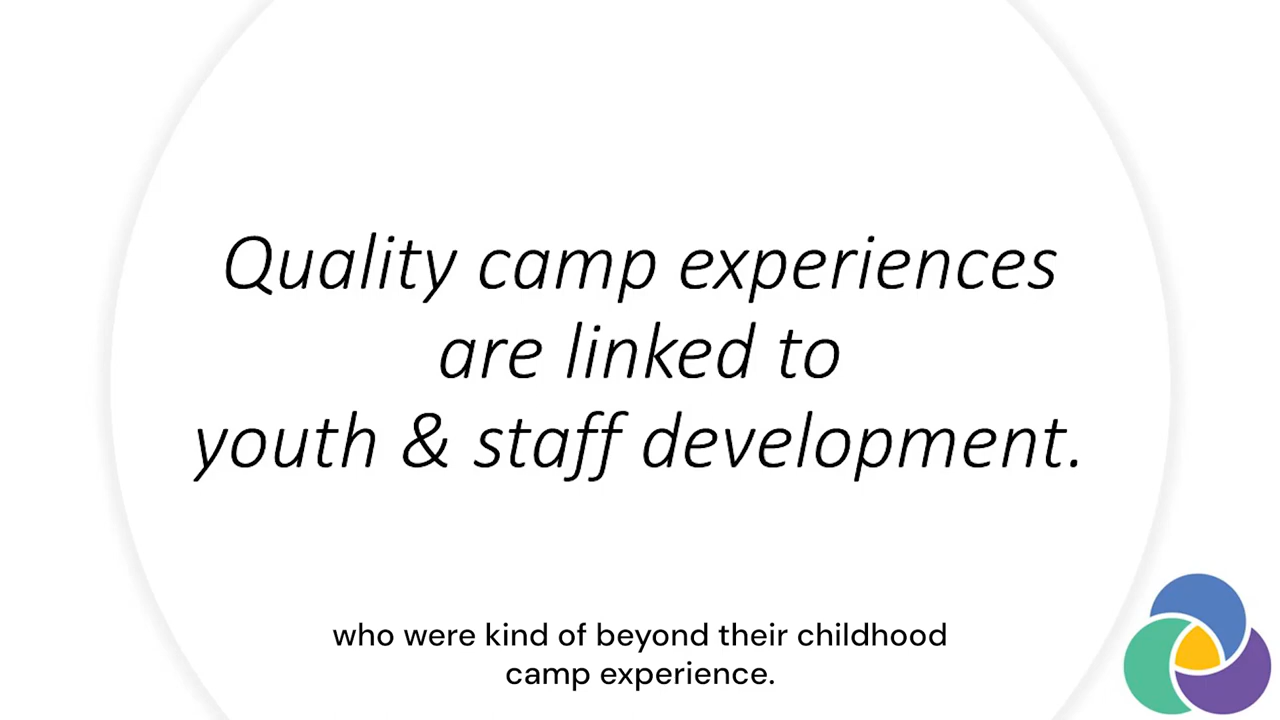 Quality camp experiences
are linked to
youth & staff development.
who were kind of beyond their childhood
camp experience.